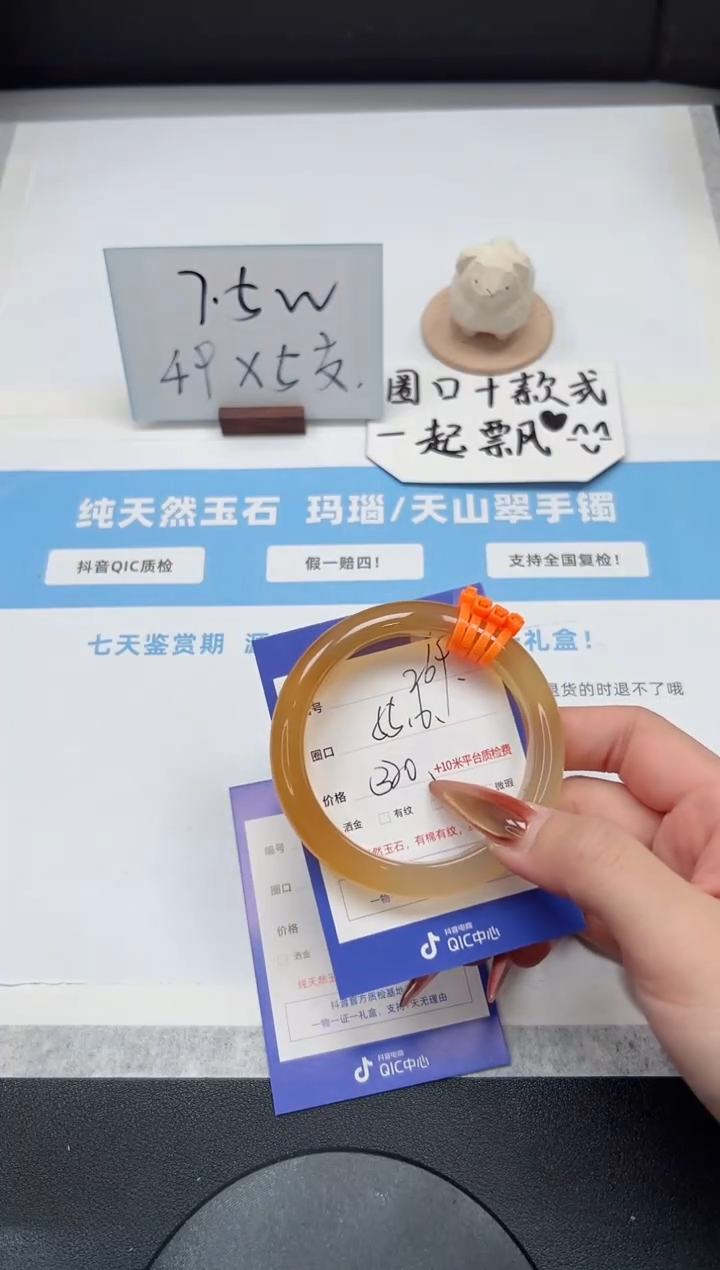 7.5W
49X5支.
圈口+款式
一起飘
纯天然玉石 玛瑙/天山翠手镯
抖音QIC质检
假一赔四!
支持全国复检!
七天鉴赏期 源
礼盒!
退货的时退不了哦
号
圈口
价格
+10米平台质检费
洒金
有纹
微瑕
然玉石，有棉有纹，
一物
抖音电商
QIC中心
编号
圈口
价格
洒金
纯天然玉
抖音官方质检基地
一物一证一礼盒，支持
天无理由
抖音电商
QIC中心